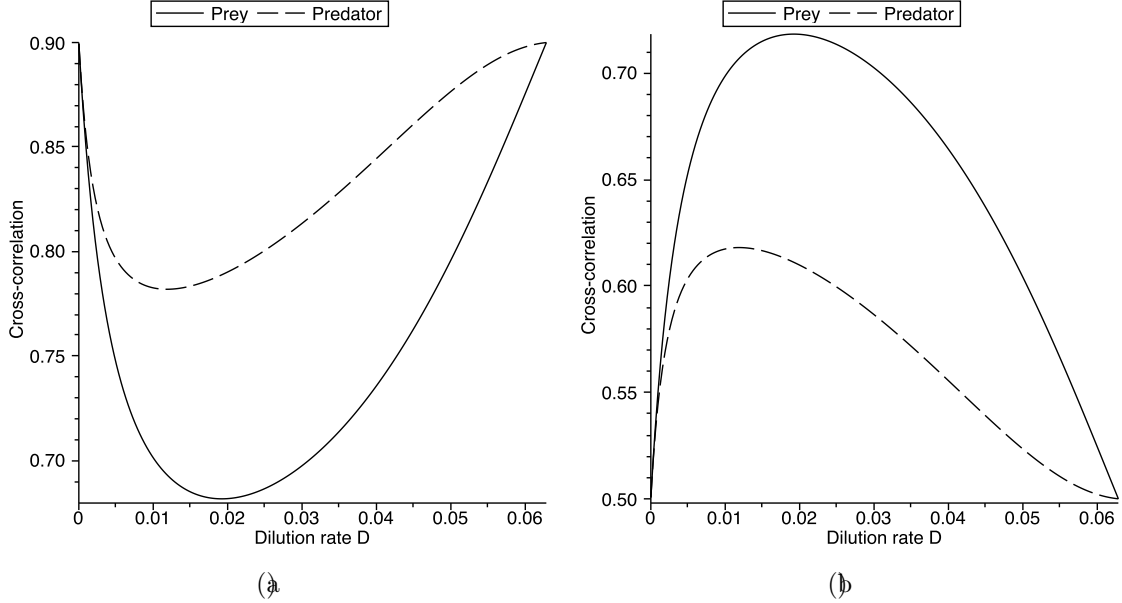 Prey Predator
0.90
0.85
0.80
0.75
0.70
Cross-correlation
0 0.01 0.02 0.03 0.04 0.05 0.06
Dilution rate D
(a)
Prey Predator
0.70
0.65
0.60
0.55
0.50
Cross-correlation
0 0.01 0.02 0.03 0.04 0.05 0.06
Dilution rate D
(b)